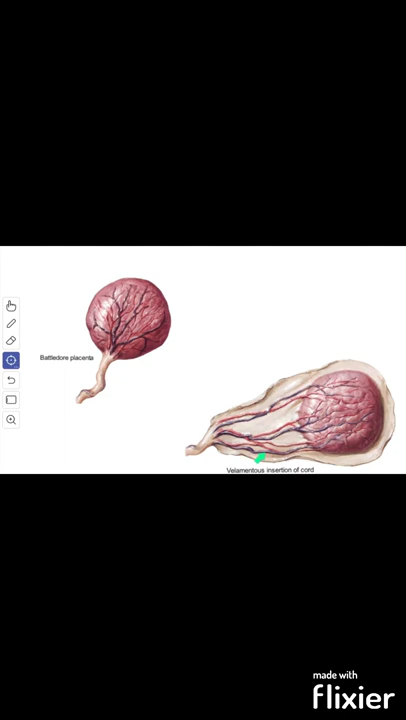 Battledore placenta
Velamentous insertion of cord
made with
flixier